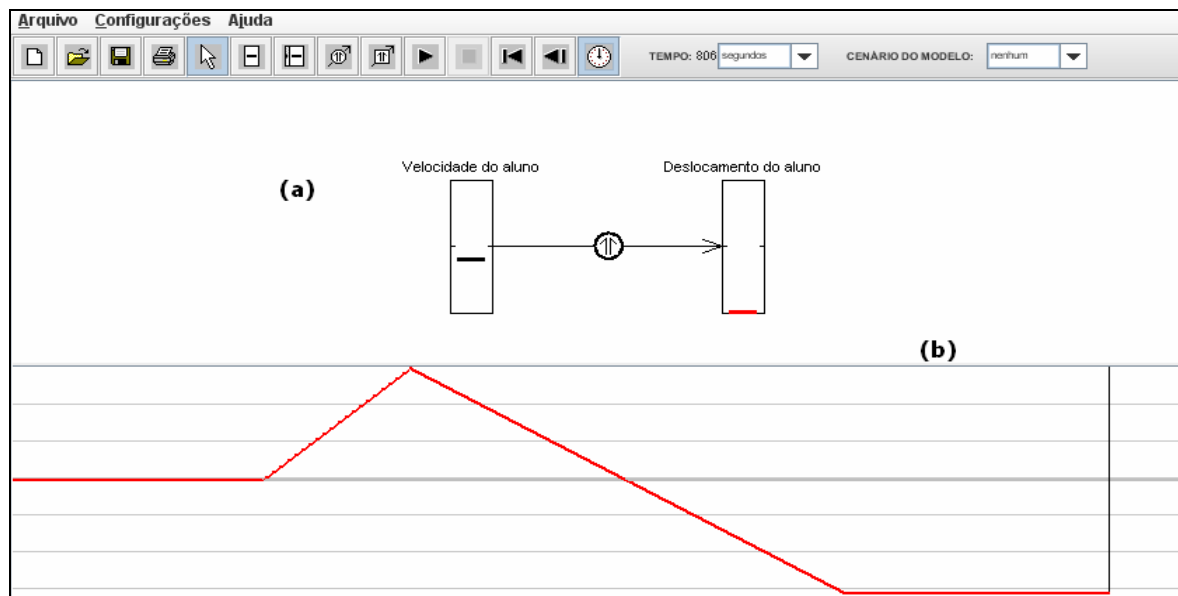 Arquivo Configurações Ajuda
TEMPO: 806 segundos CENÁRIO DO MODELO: nenhum
Velocidade do aluno Deslocamento do aluno
(a)
(b)